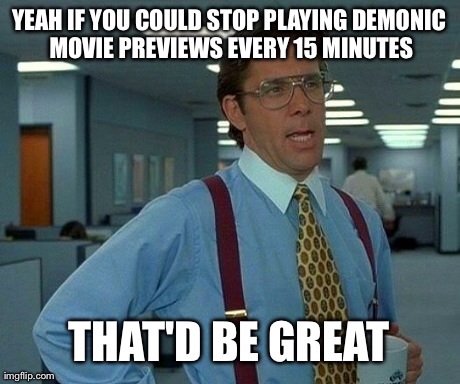 YEAH IF YOU COULD STOP PLAYING DEMONIC
MOVIE PREVIEWS EVERY 15 MINUTES
THAT'D BE GREAT
imgflip.com